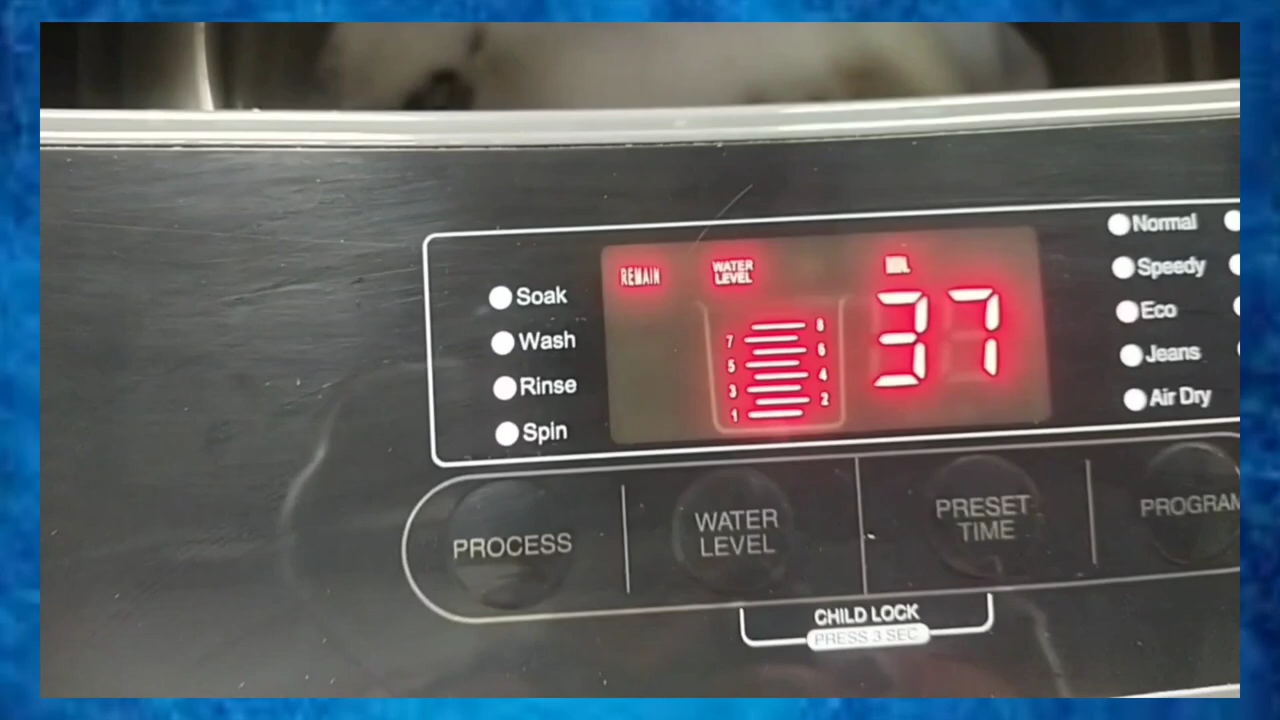 Soak
Wash
Rinse
Spin
REMAIN
WATER
LEVEL
8
7
6
5
4
3
2
1
37
Normal
Speedy
Eco
Jeans
Air Dry
PROCESS
WATER
LEVEL
PRESET
TIME
PROGRAM
CHILD LOCK
PRESS 3 SEC